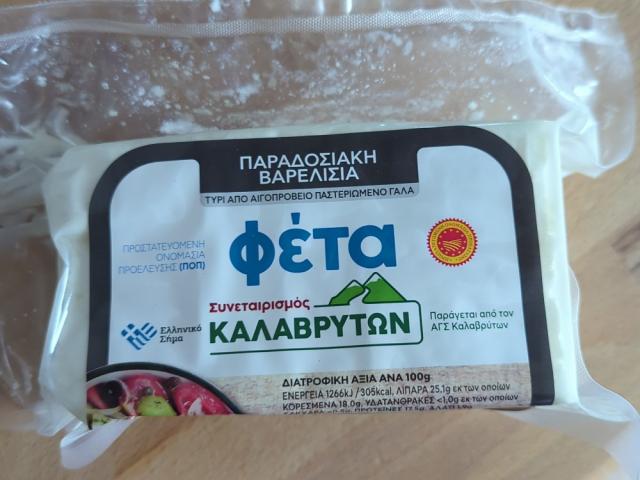 ΠΑΡΑΔΟΣΙΑΚΗ
ΒΑΡΕΛΙΣΙΑ
ΤΥΡΙ ΑΠΟ ΑΙΓΟΠΡΟΒΕΙΟ ΠΑΣΤΕΡΙΩΜΕΝΟ ΓΑΛΑ
ΠΡΟΣΤΑΤΕΥΟΜΕΝΗ
ΟΝΟΜΑΣΙΑ
ΠΡΟΕΛΕΥΣΗΣ (ΠΟΠ)
φέτα
Συνεταιρισμός
ΚΑΛΑΒΡΥΤΩΝ
Ελληνικό
Σήμα
Παράγεται από τον
ΑΓΣ Καλαβρύτων
ΔΙΑΤΡΟΦΙΚΗ ΑΞΙΑ ΑΝΑ 100g
ΕΝΕΡΓΕΙΑ 1266kJ / 305kcal, ΛΙΠΑΡΑ 25.1g εκ των οποίων
ΚΟΡΕΣΜΕΝΑ 18.0g, ΥΔΑΤΑΝΘΡΑΚΕΣ <1,0g εκ των οποίων